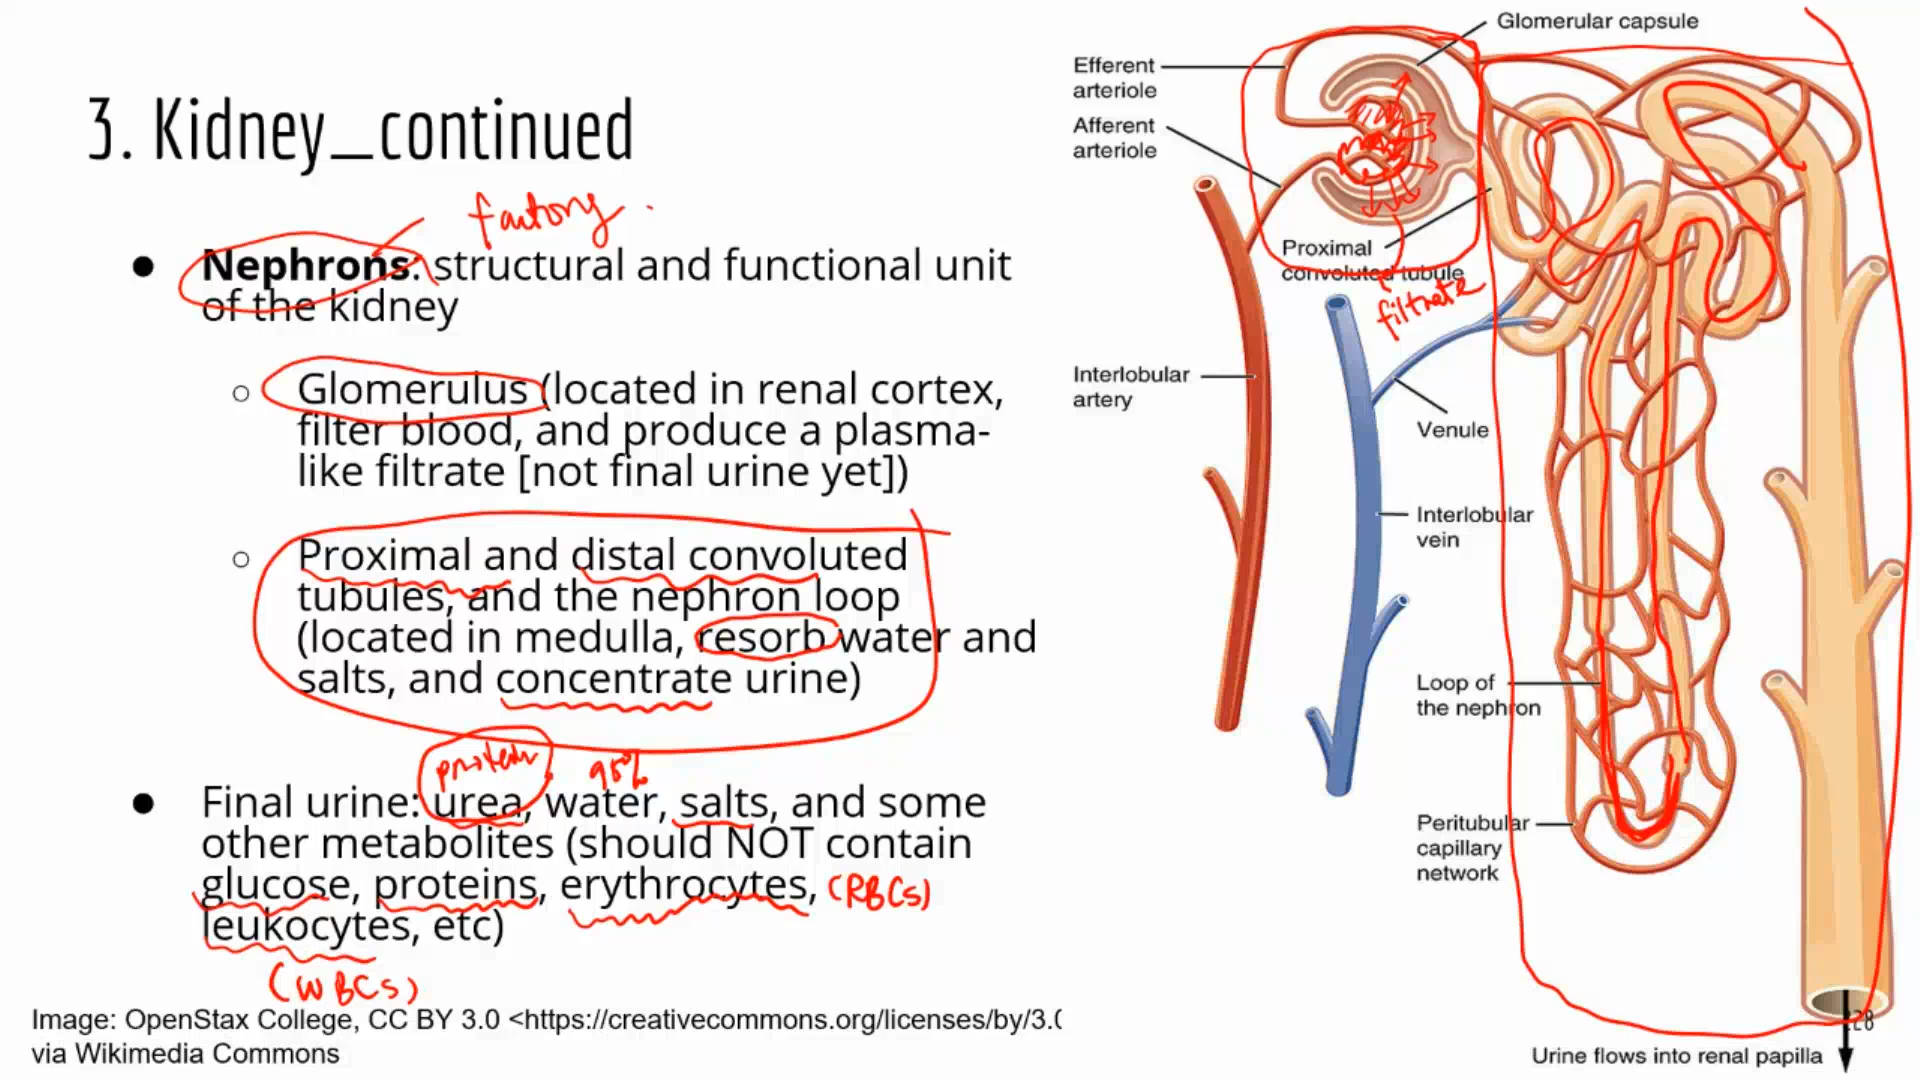 3. Kidney_continued
factory
● Nephrons: structural and functional unit
of the kidney
○ Glomerulus (located in renal cortex,
filter blood, and produce a plasma-
like filtrate [not final urine yet])
○ Proximal and distal convoluted
tubules, and the nephron loop
(located in medulla, resorb water and
salts, and concentrate urine)
protein 95%
● Final urine: urea, water, salts, and some
other metabolites (should NOT contain
glucose, proteins, erythrocytes, (RBCs)
leukocytes, etc)
(WBCs)
Image: OpenStax College, CC BY 3.0 <https://creativecommons.org/licenses/by/3.0
via Wikimedia Commons
Glomerular capsule
Efferent
arteriole
Afferent
arteriole
Proximal
convoluted tubule
filtrate
Interlobular
artery
Venule
Interlobular
vein
Loop of
the nephron
Peritubular
capillary
network
Urine flows into renal papilla